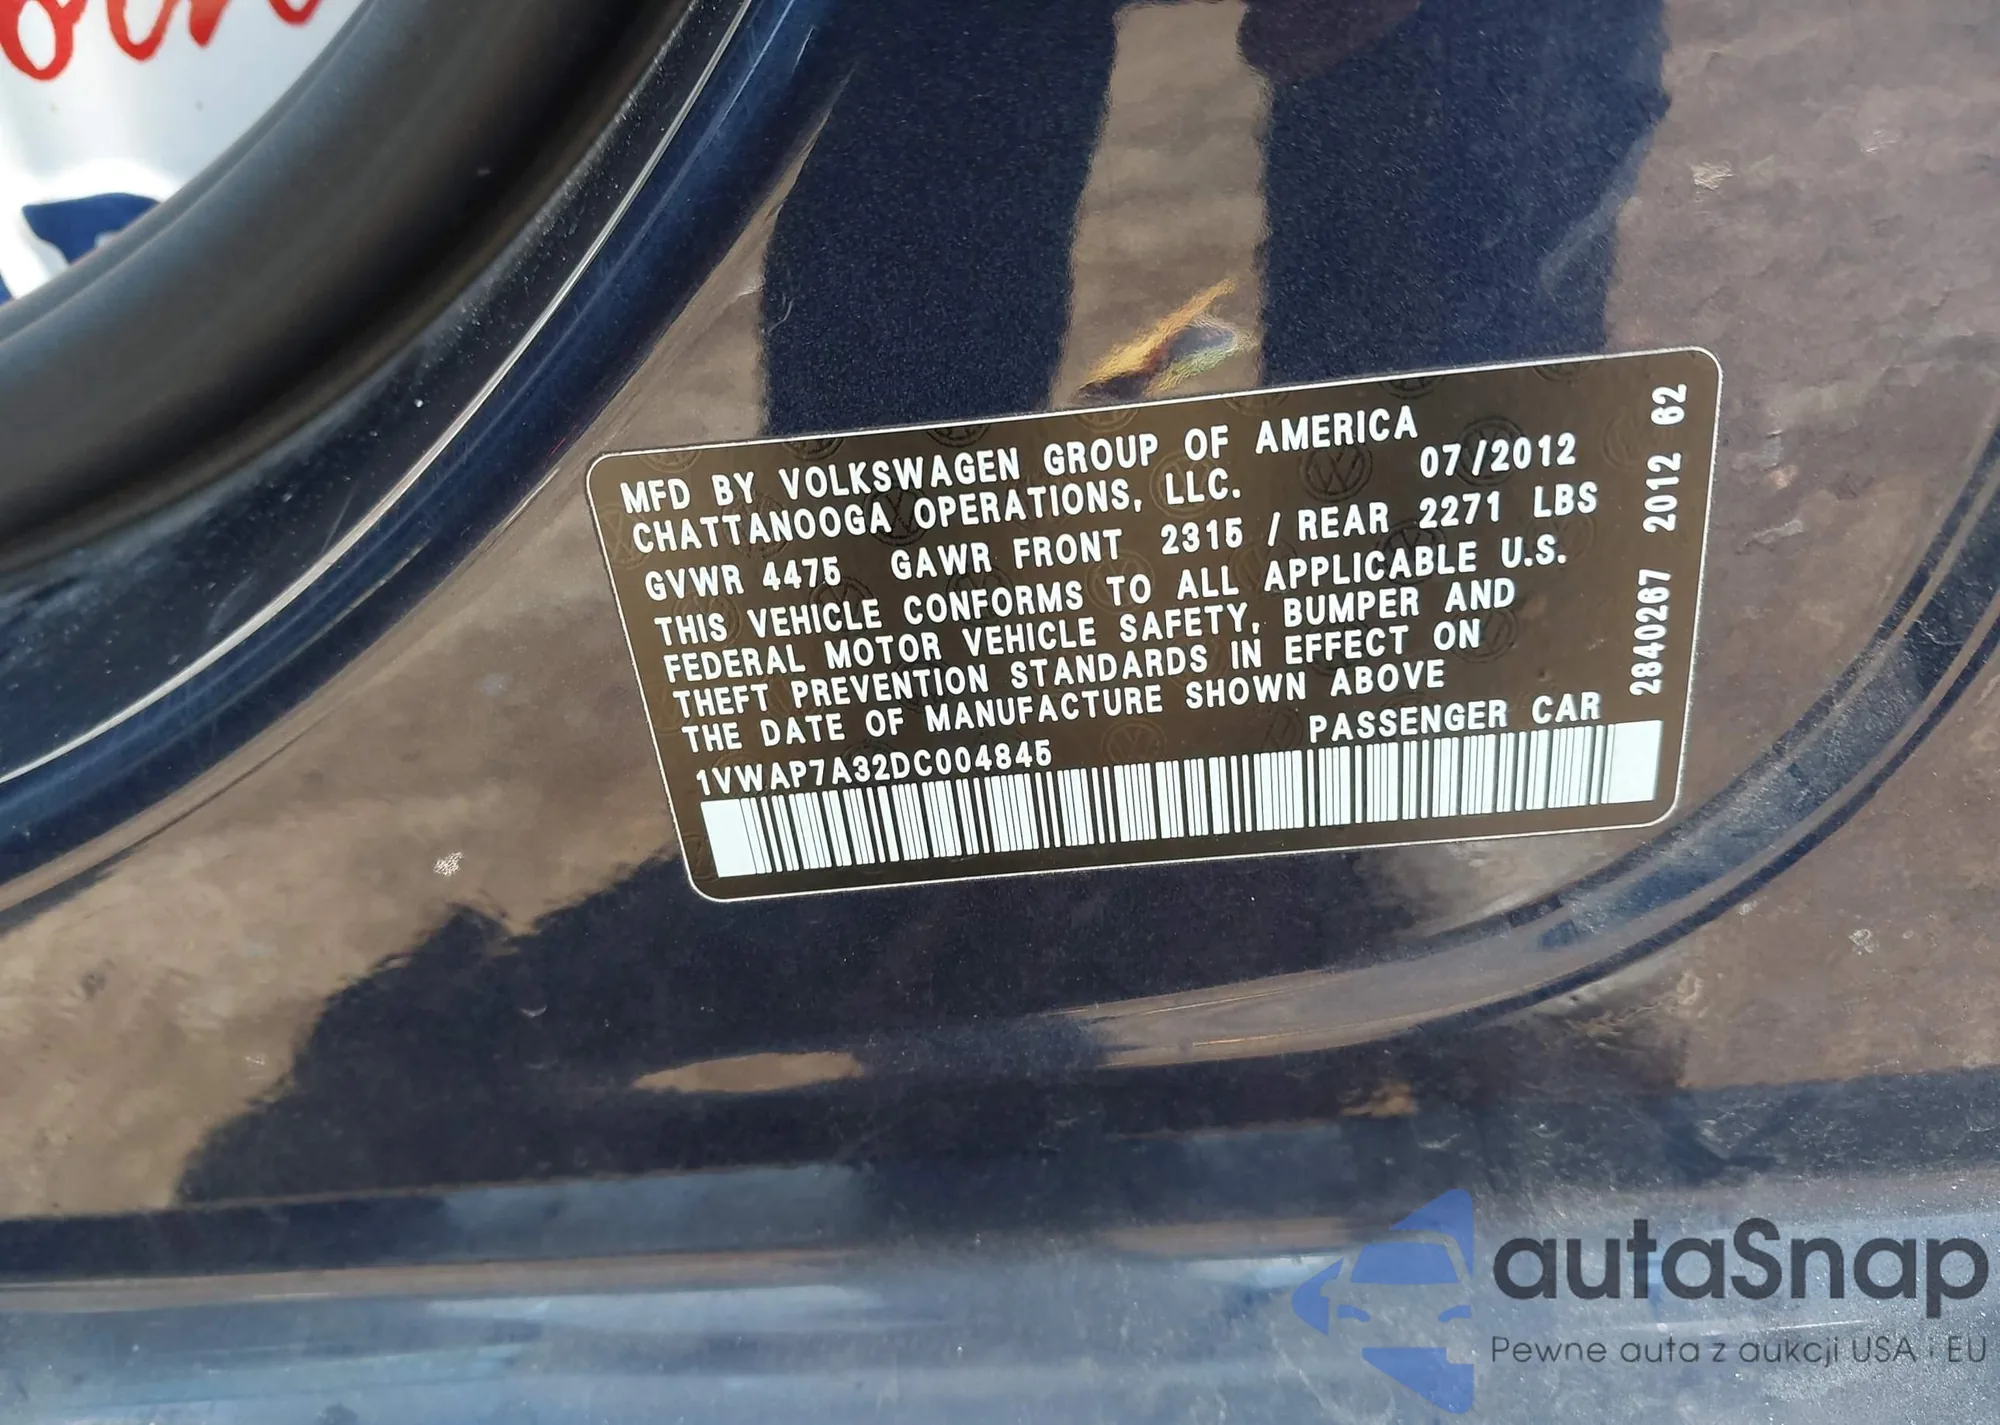 MFD BY VOLKSWAGEN GROUP OF AMERICA
CHATTANOOGA OPERATIONS, LLC. 07/2012
GVWR 4475 GAWR FRONT 2315 / REAR 2271 LBS
THIS VEHICLE CONFORMS TO ALL APPLICABLE U.S.
FEDERAL MOTOR VEHICLE SAFETY, BUMPER AND
THEFT PREVENTION STANDARDS IN EFFECT ON
THE DATE OF MANUFACTURE SHOWN ABOVE
1VWAP7A32DC004845 PASSENGER CAR
2840267 2012 62
autaSnap
Pewne auta z aukcji USA i EU